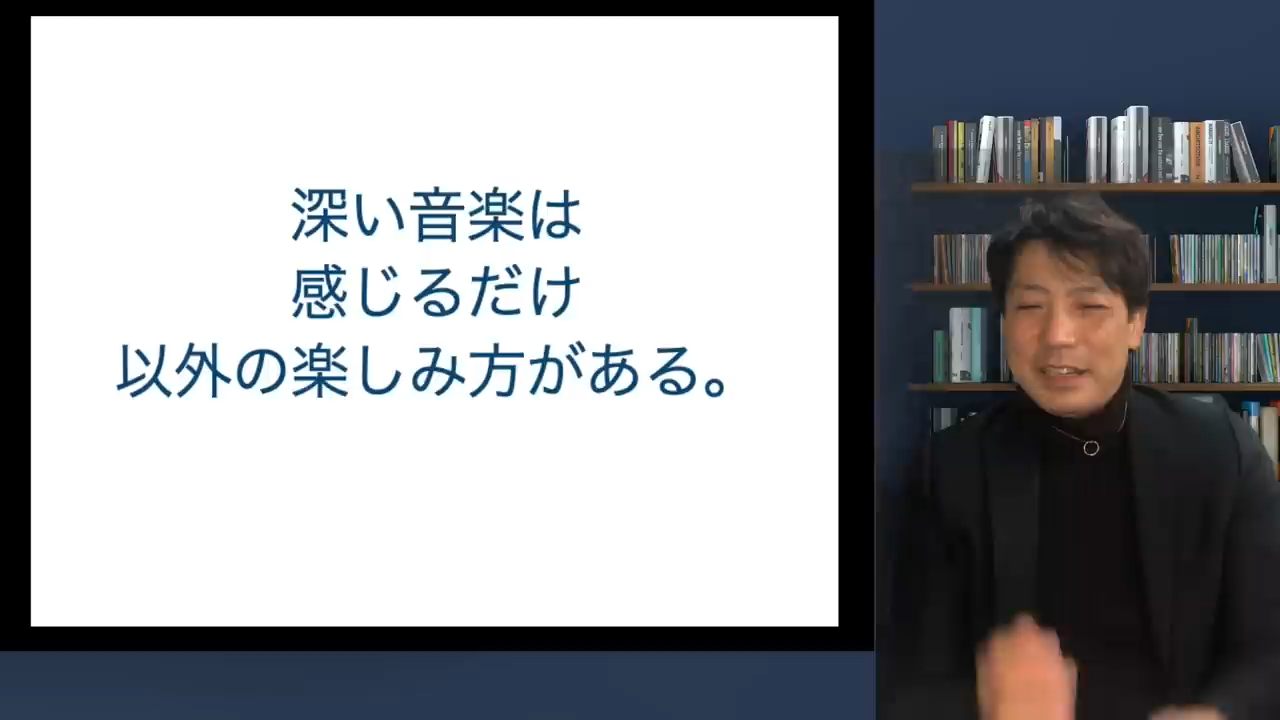 深い音楽は
感じるだけ
以外の楽しみ方がある。